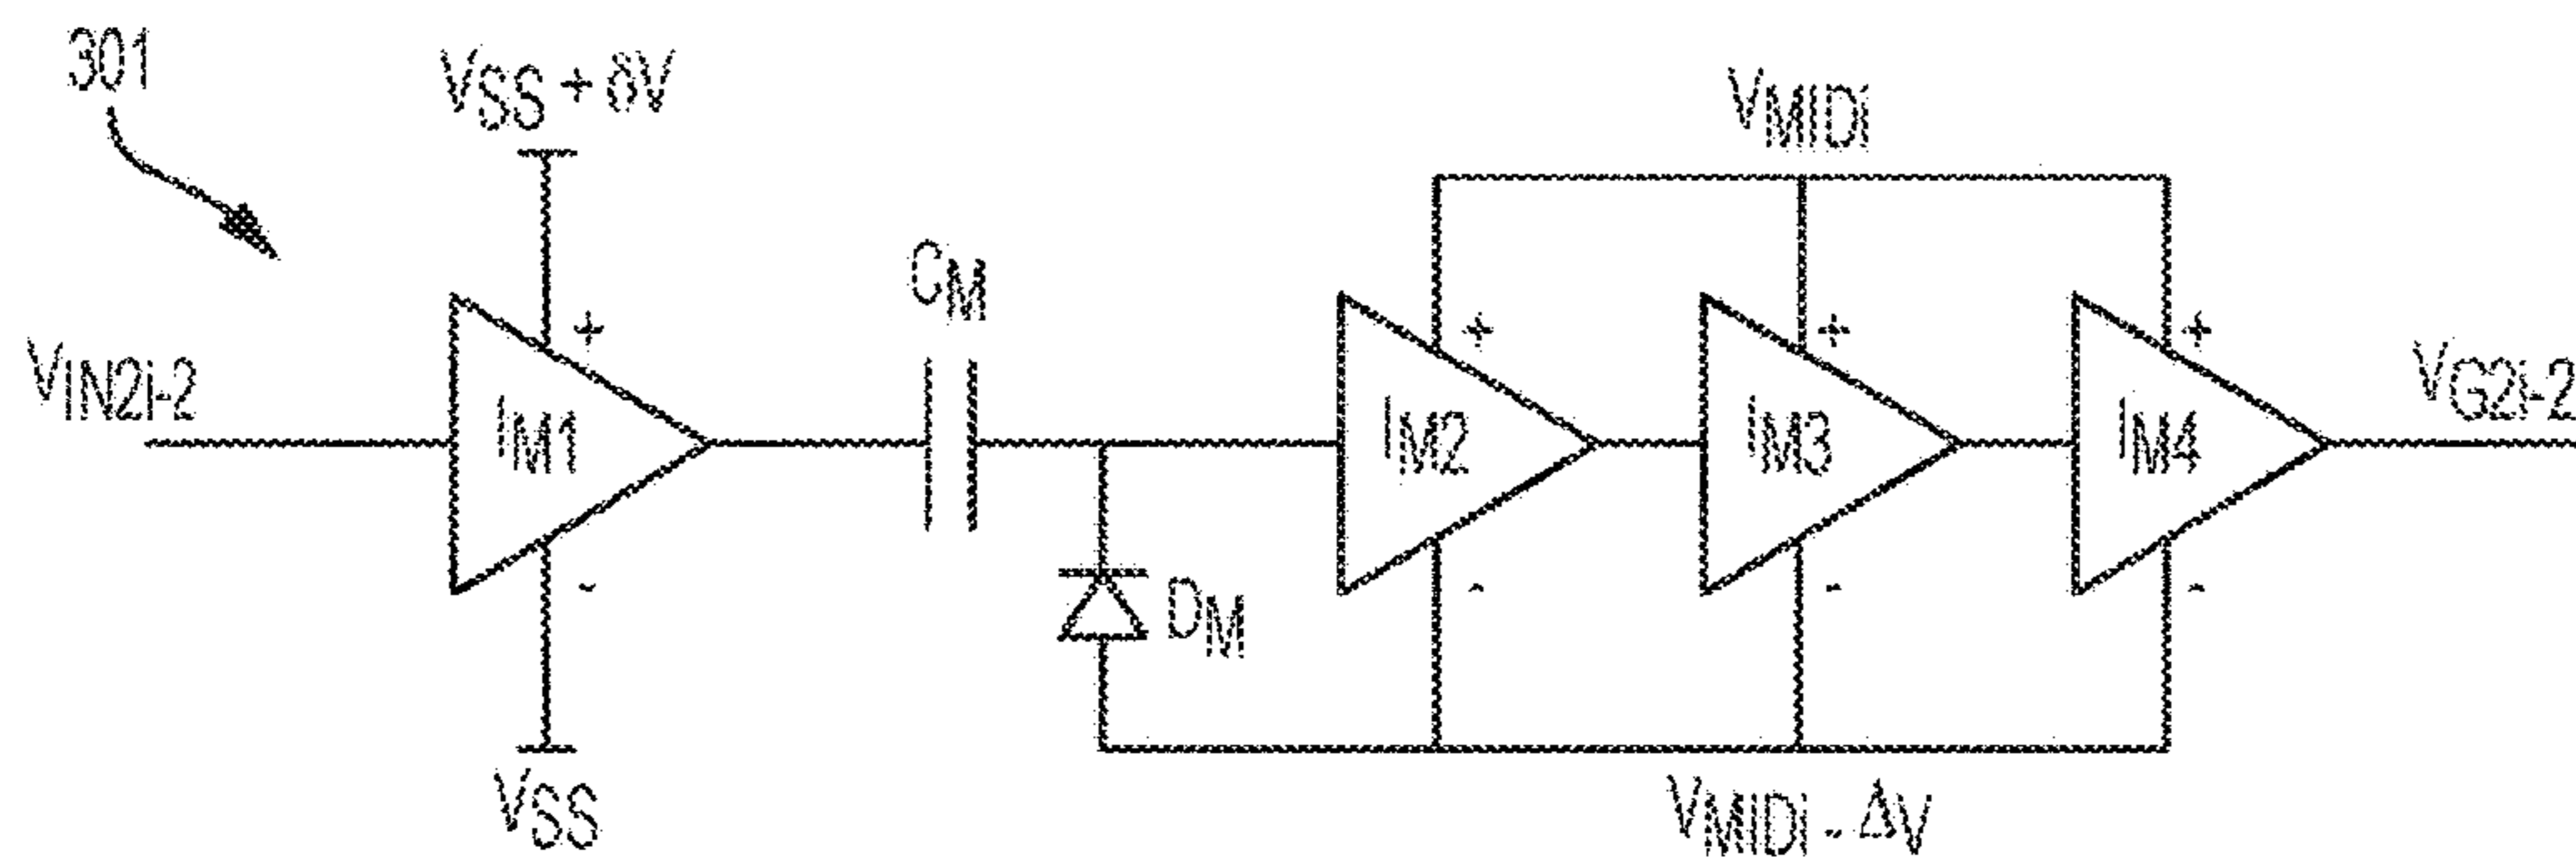 301
VSS + δV
VMIDi
CM
+
+
+
+
VIN2i-2
IM1
IM2
IM3
IM4
VG2i-2
-
DM
-
-
-
VSS
VMIDi - ΔV